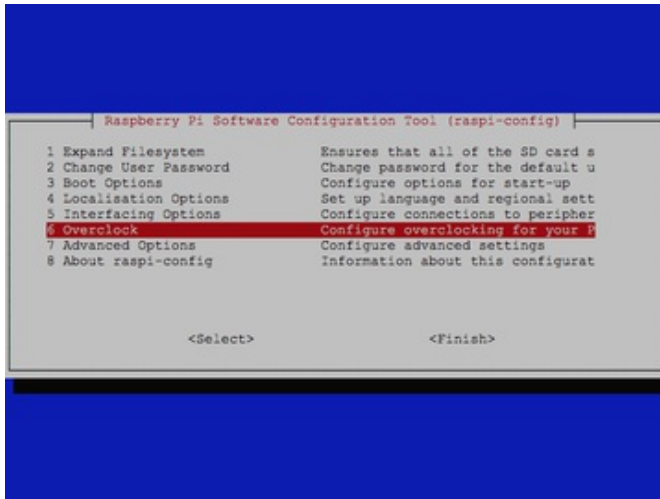 Raspberry Pi Software Configuration Tool (raspi-config)
1 Expand Filesystem Ensures that all of the SD card s
2 Change User Password Change password for the default u
3 Boot Options Configure options for start-up
4 Localisation Options Set up language and regional sett
5 Interfacing Options Configure connections to peripher
6 Overclock Configure overclocking for your P
7 Advanced Options Configure advanced settings
8 About raspi-config Information about this configurat
<Select> <Finish>